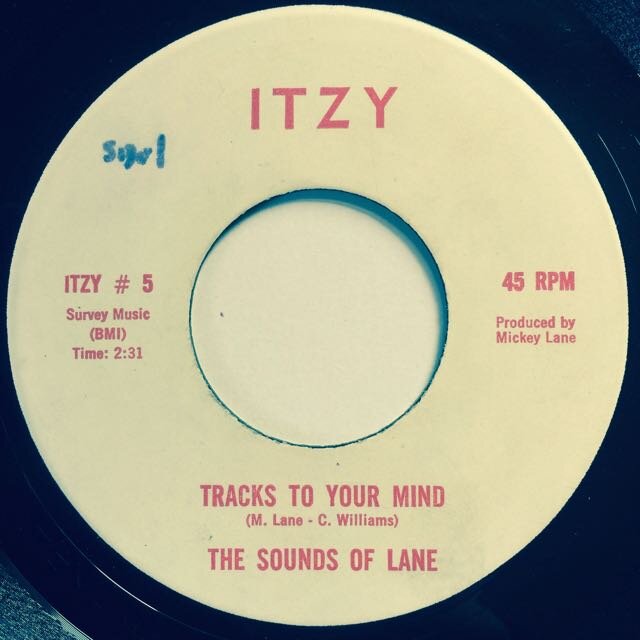 ITZY
ITZY # 5
Survey Music
(BMI)
Time: 2:31
45 RPM
Produced by
Mickey Lane
TRACKS TO YOUR MIND
(M. Lane - C. Williams)
THE SOUNDS OF LANE